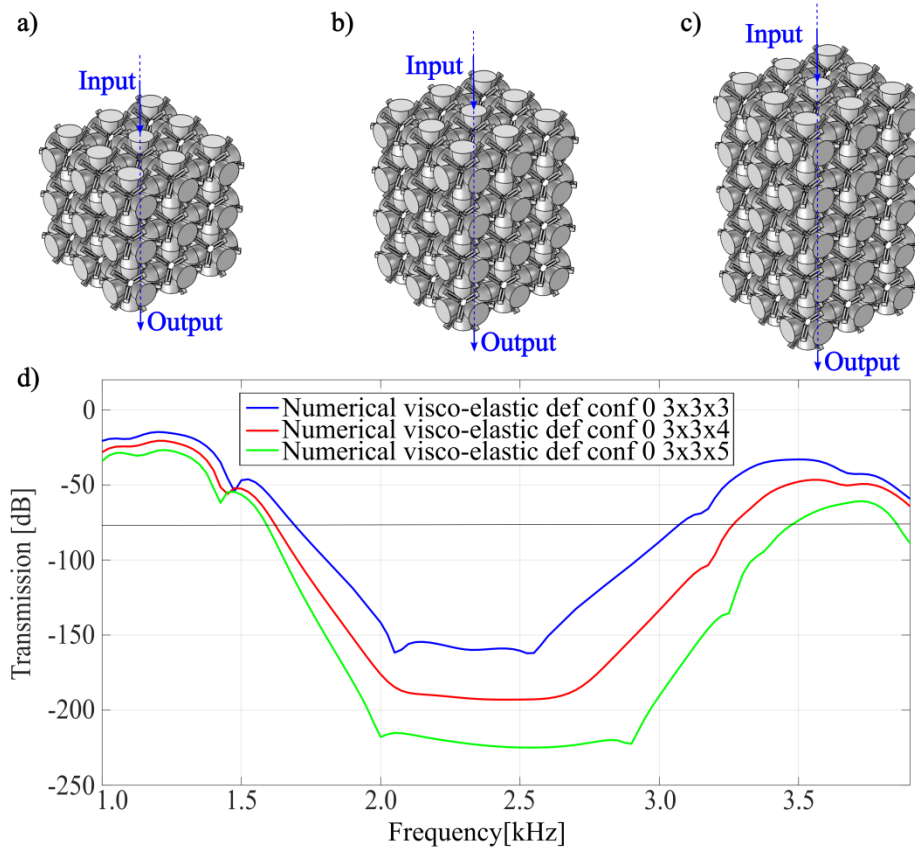 a)
b)
c)
Input
Input
Input
Output
Output
Output
d)
0
-50
-100
-150
-200
-250
Transmission [dB]
Numerical visco-elastic def conf 0 3x3x3
Numerical visco-elastic def conf 0 3x3x4
Numerical visco-elastic def conf 0 3x3x5
1.0 1.5 2.0 2.5 3.0 3.5
Frequency[kHz]